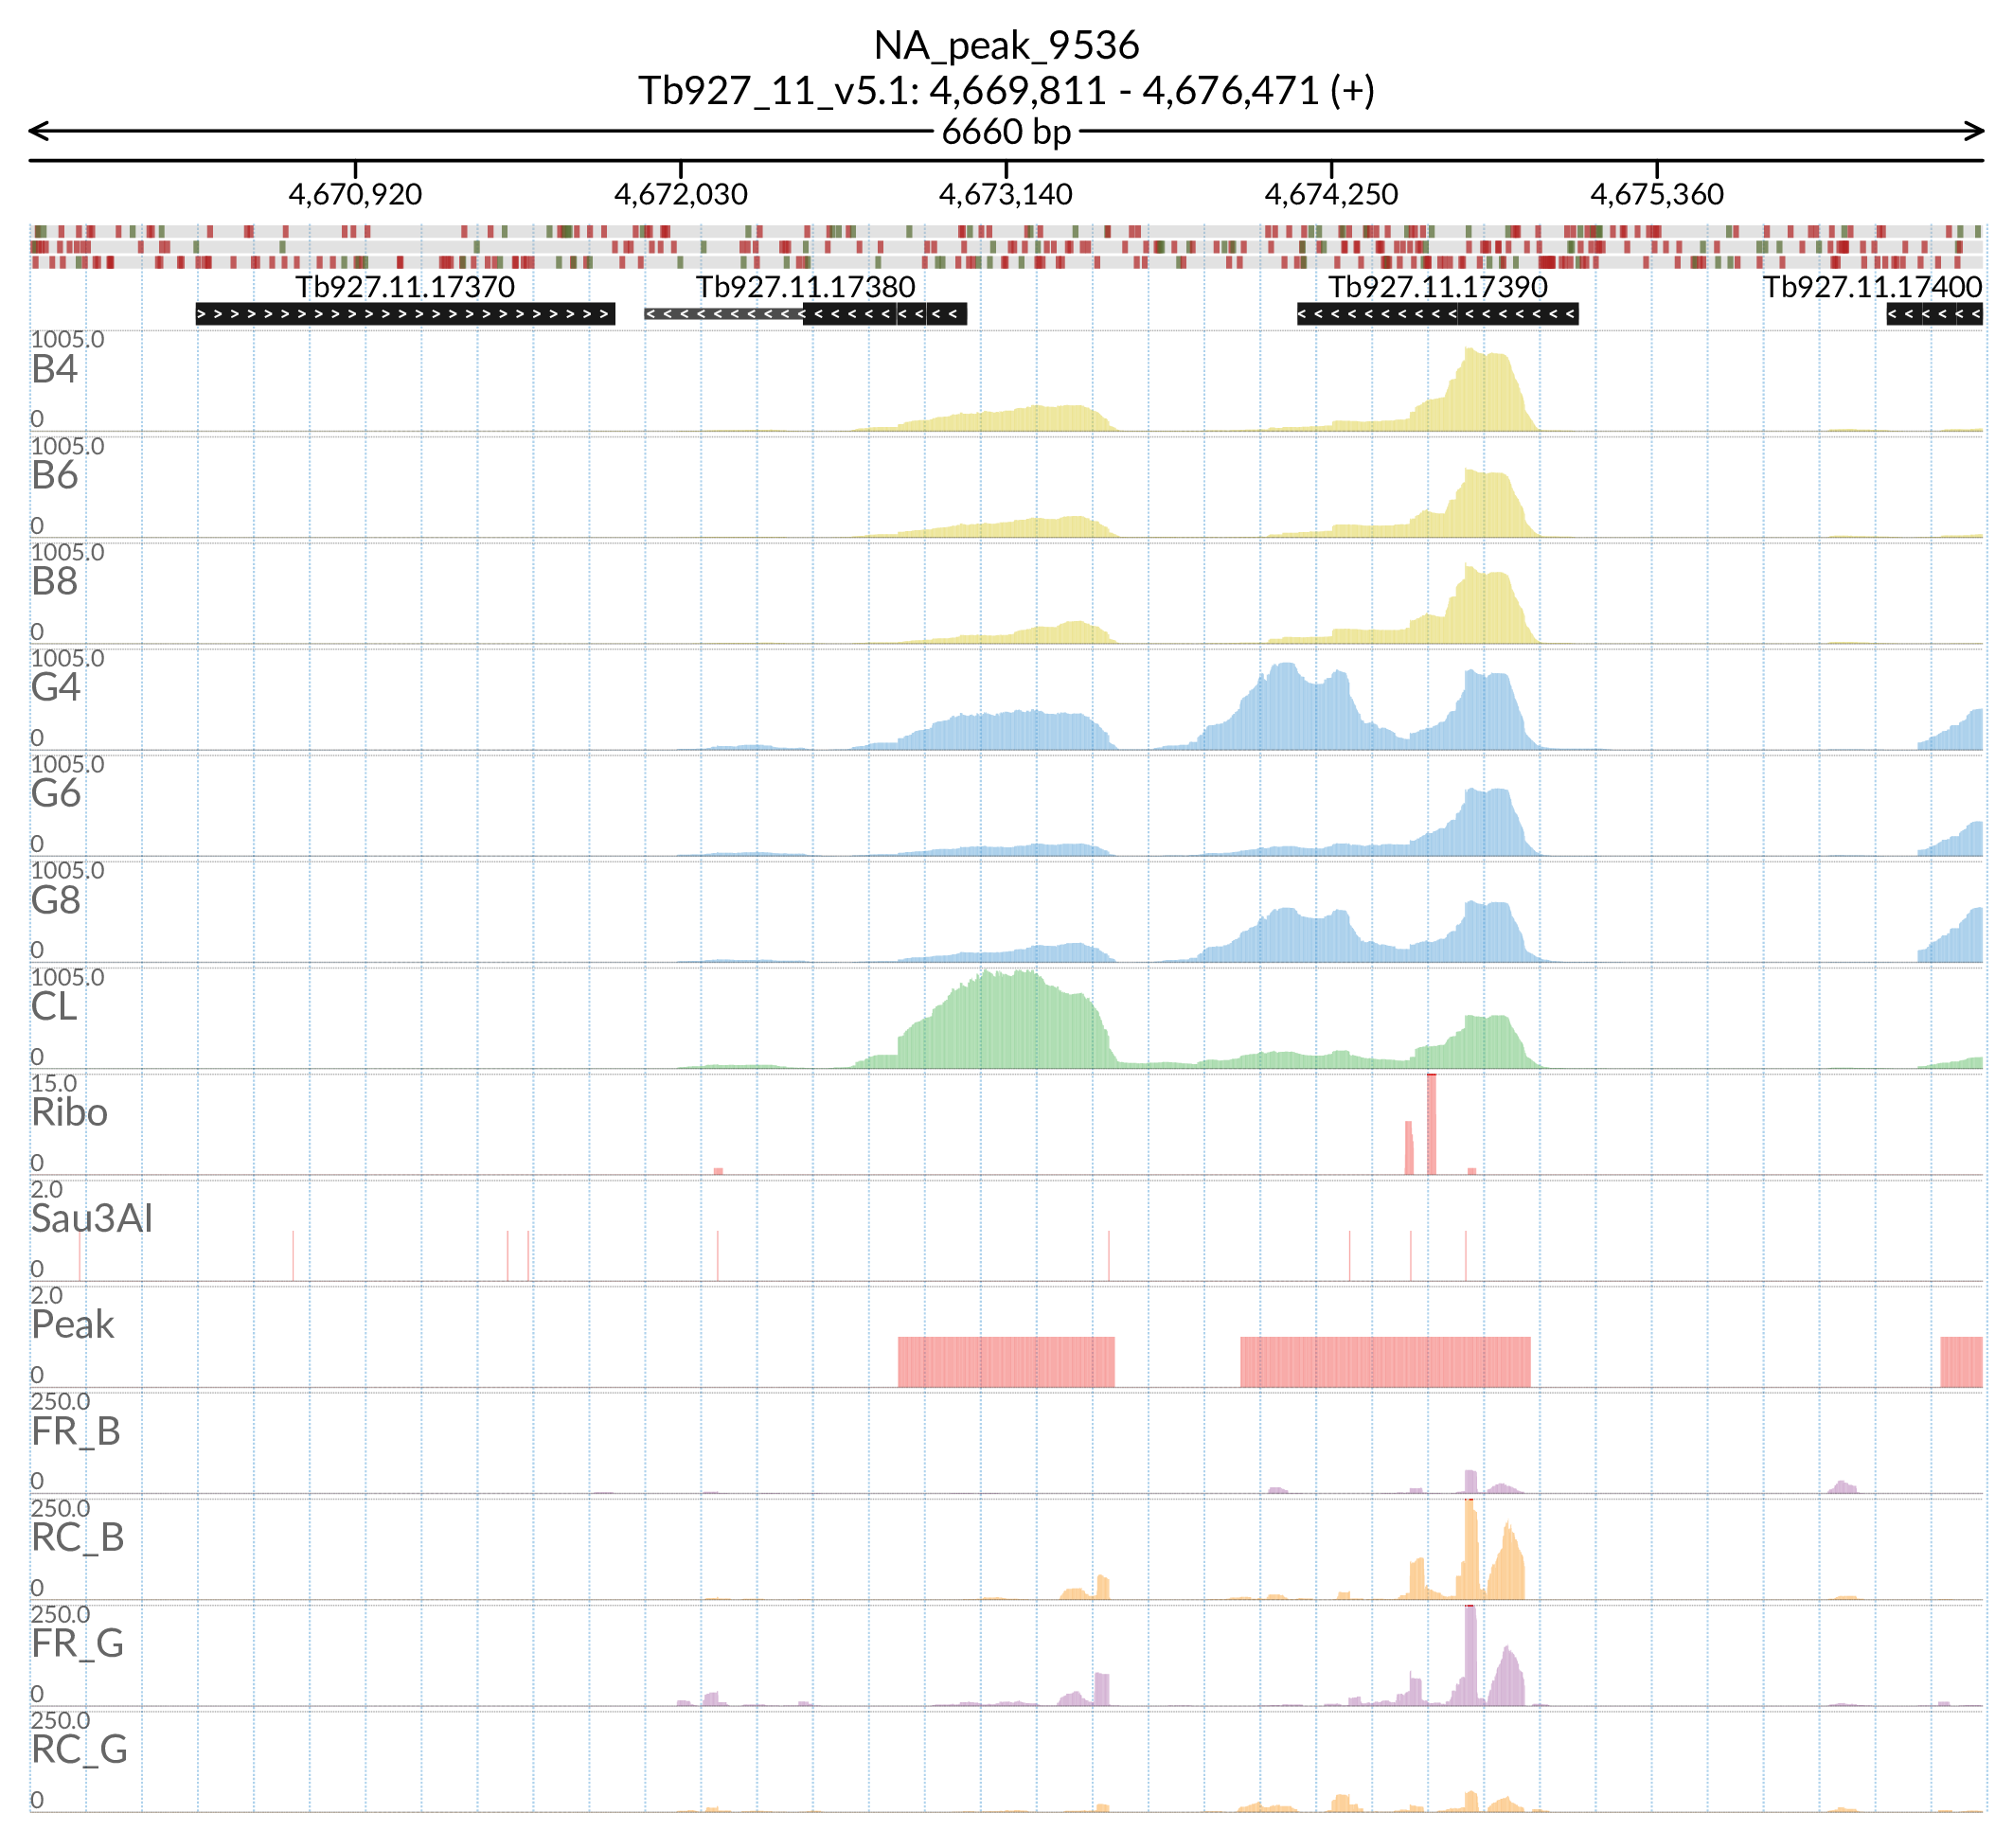 NA_peak_9536
Tb927_11_v5.1: 4,669,811 - 4,676,471 (+)
6660 bp
4,670,920 4,672,030 4,673,140 4,674,250 4,675,360
Tb927.11.17370 Tb927.11.17380 Tb927.11.17390 Tb927.11.17400
1005.0
B4
0
1005.0
B6
0
1005.0
B8
0
1005.0
G4
0
1005.0
G6
0
1005.0
G8
0
1005.0
CL
0
15.0
Ribo
0
2.0
Sau3AI
0
2.0
Peak
0
250.0
FR_B
0
250.0
RC_B
0
250.0
FR_G
0
250.0
RC_G
0